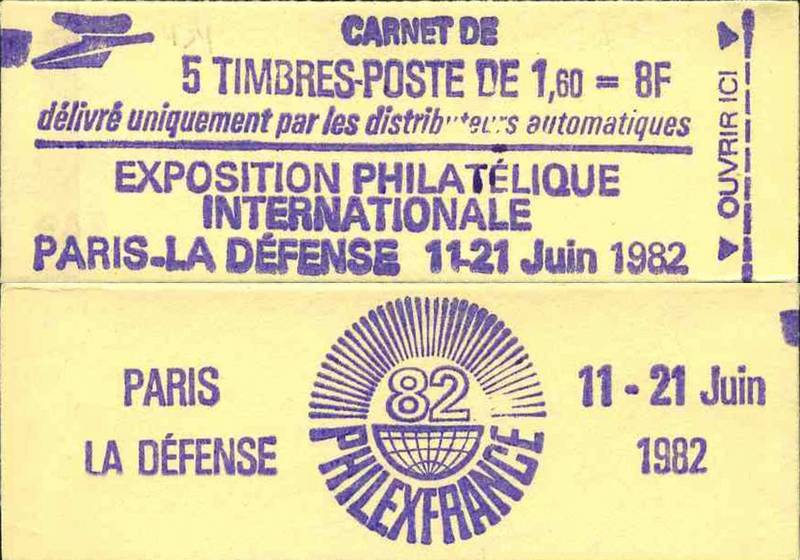 CARNET DE
5 TIMBRES-POSTE DE 1,60 = 8F
délivré uniquement par les distributeurs automatiques
EXPOSITION PHILATÉLIQUE
INTERNATIONALE
PARIS-LA DÉFENSE 11-21 Juin 1982
OUVRIR ICI
PARIS
LA DÉFENSE
82
PHILEXFRANCE
11 - 21 Juin
1982